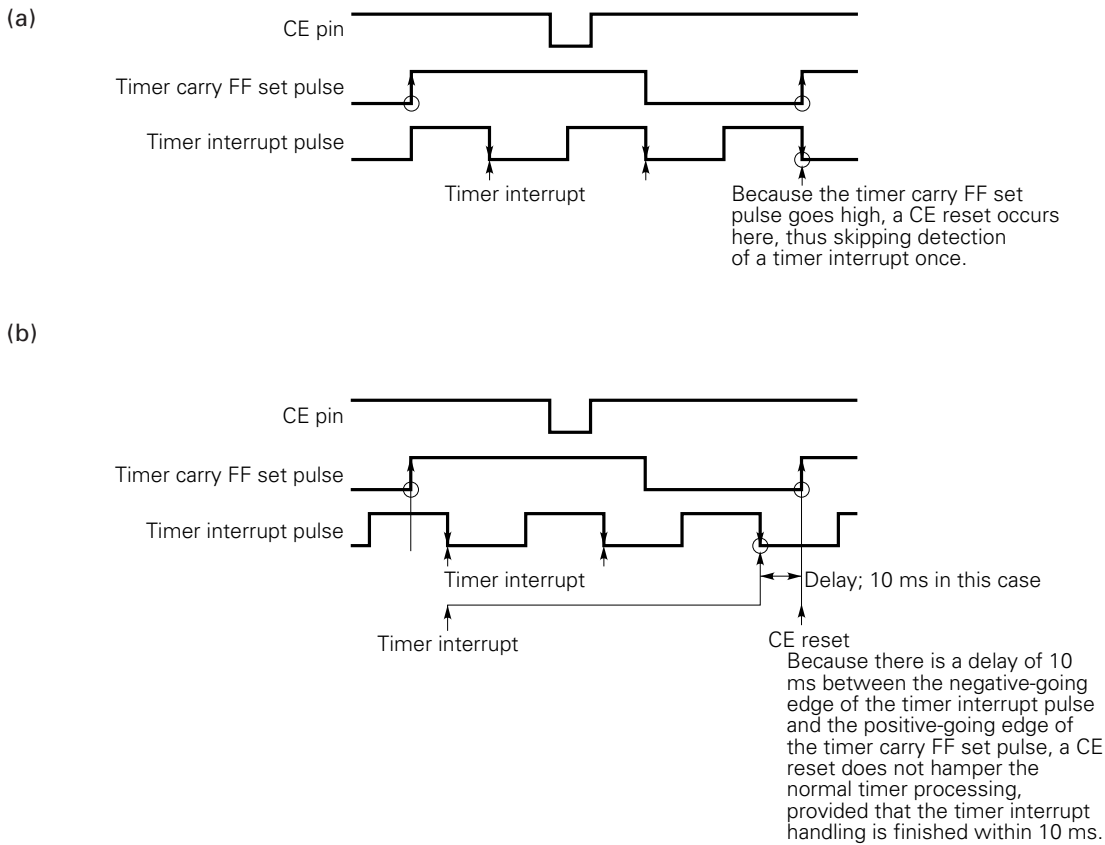 (a)
CE pin
Timer carry FF set pulse
Timer interrupt pulse
Timer interrupt
Because the timer carry FF set
pulse goes high, a CE reset occurs
here, thus skipping detection
of a timer interrupt once.
(b)
CE pin
Timer carry FF set pulse
Timer interrupt pulse
Timer interrupt
Delay; 10 ms in this case
Timer interrupt
CE reset
Because there is a delay of 10
ms between the negative-going
edge of the timer interrupt pulse
and the positive-going edge of
the timer carry FF set pulse, a CE
reset does not hamper the
normal timer processing,
provided that the timer interrupt
handling is finished within 10 ms.